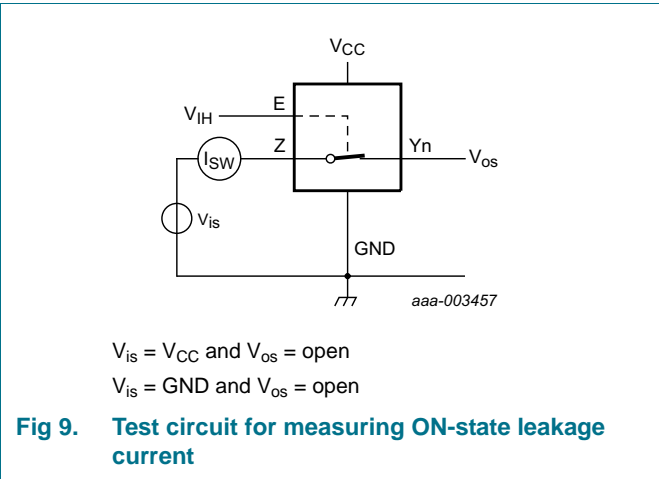 VCC
VIH
E
ISW
Z
Yn
Vos
Vis
GND
aaa-003457
Vis = VCC and Vos = open
Vis = GND and Vos = open
Fig 9. Test circuit for measuring ON-state leakage
current